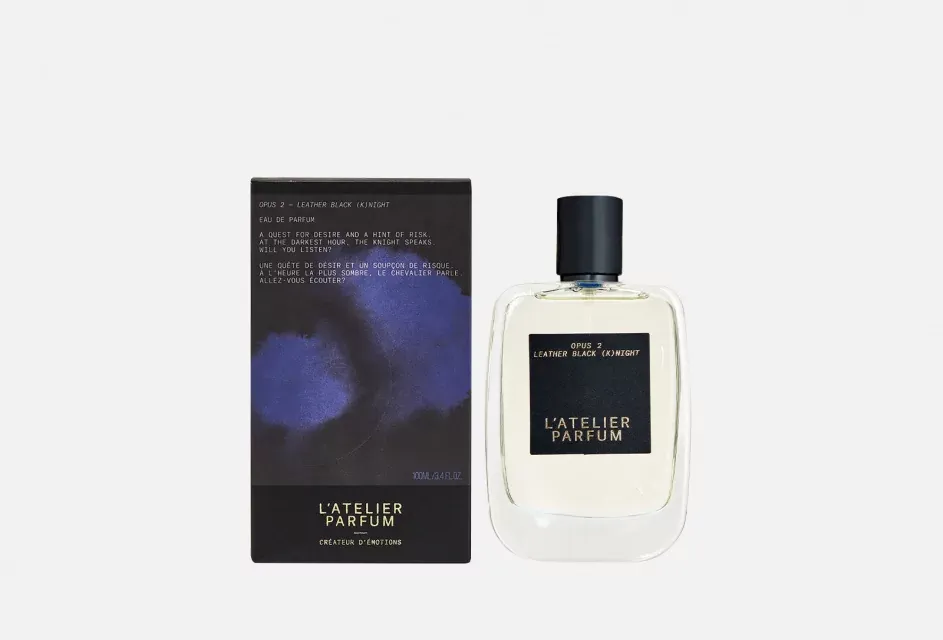 OPUS 2 – LEATHER BLACK (K)NIGHT
EAU DE PARFUM
A QUEST FOR DESIRE AND A HINT OF RISK.
AT THE DARKEST HOUR, THE KNIGHT SPEAKS.
WILL YOU LISTEN?
UNE QUÊTE DE DÉSIR ET UN SOUPÇON DE RISQUE.
À L'HEURE LA PLUS SOMBRE, LE CHEVALIER PARLE.
ALLEZ-VOUS ÉCOUTER?
100ML/3.4 FL.OZ.
L'ATELIER
PARFUM
CRÉATEUR D'ÉMOTIONS
OPUS 2
LEATHER BLACK (K)NIGHT
L'ATELIER
PARFUM